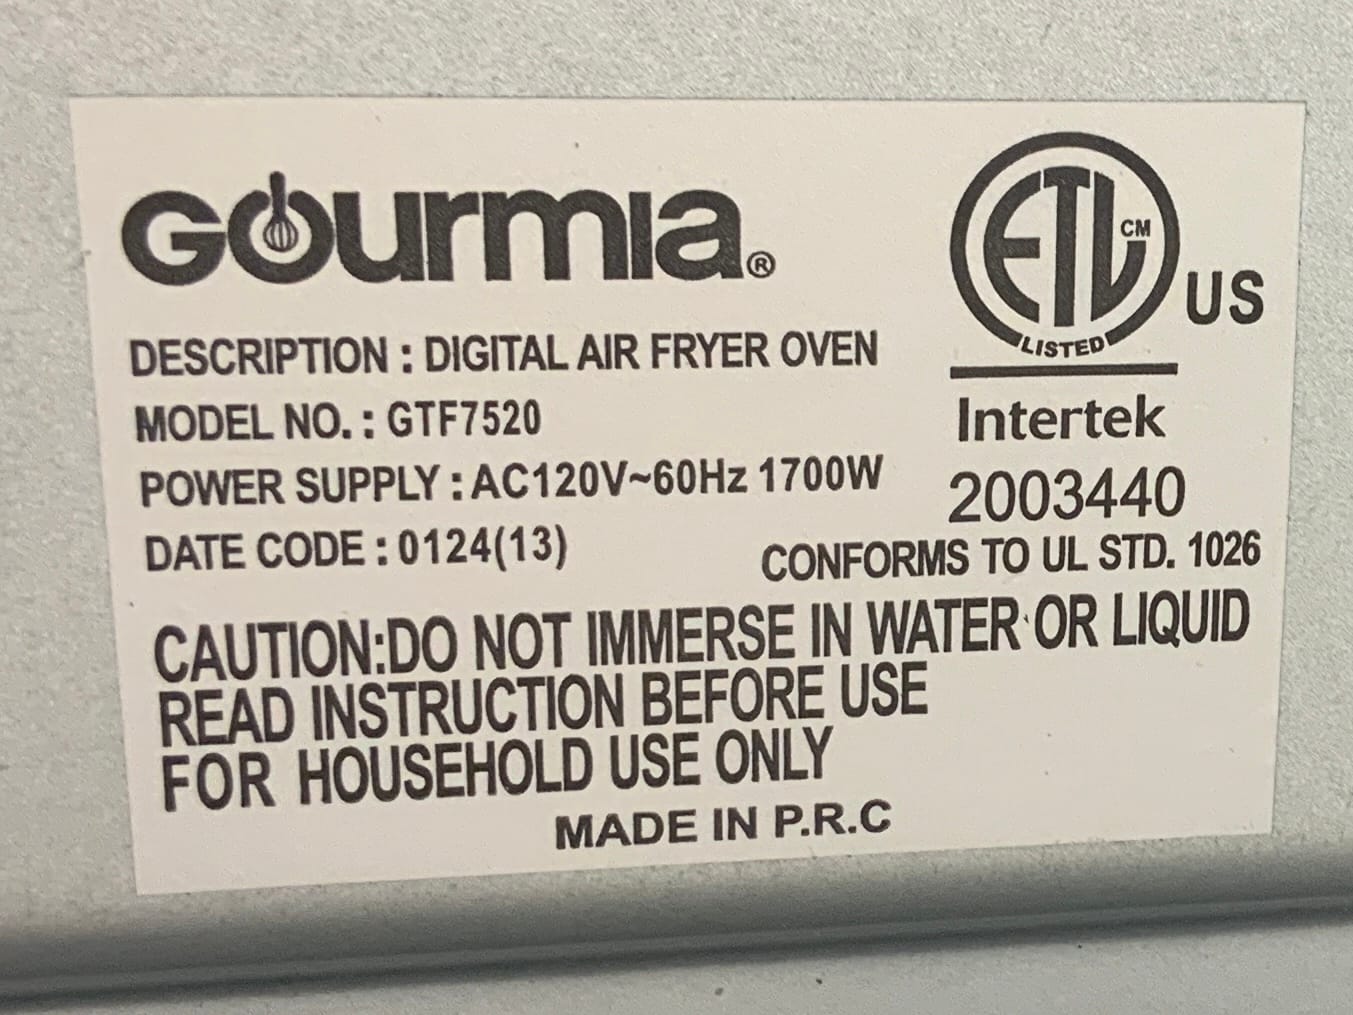 Gourmia®
DESCRIPTION : DIGITAL AIR FRYER OVEN
MODEL NO. : GTF7520
POWER SUPPLY : AC120V~60Hz 1700W
DATE CODE : 0124(13)
ETL CM
LISTED
US
Intertek
2003440
CONFORMS TO UL STD. 1026
CAUTION:DO NOT IMMERSE IN WATER OR LIQUID
READ INSTRUCTION BEFORE USE
FOR HOUSEHOLD USE ONLY
MADE IN P.R.C